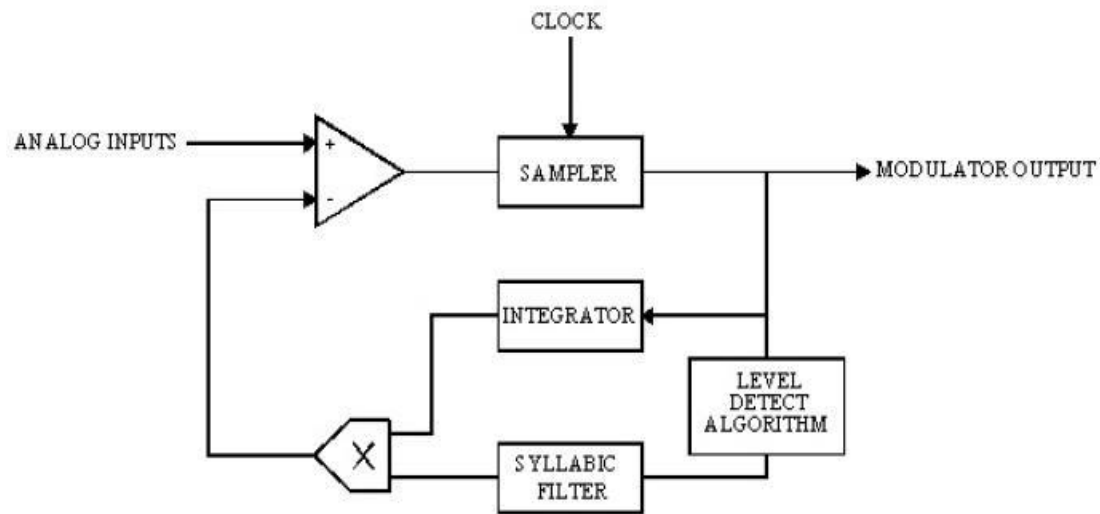 CLOCK
ANALOG INPUTS
+
SAMPLER
MODULATOR OUTPUT
-
INTEGRATOR
LEVEL
DETECT
ALGORITHM
X
SYLLABIC
FILTER